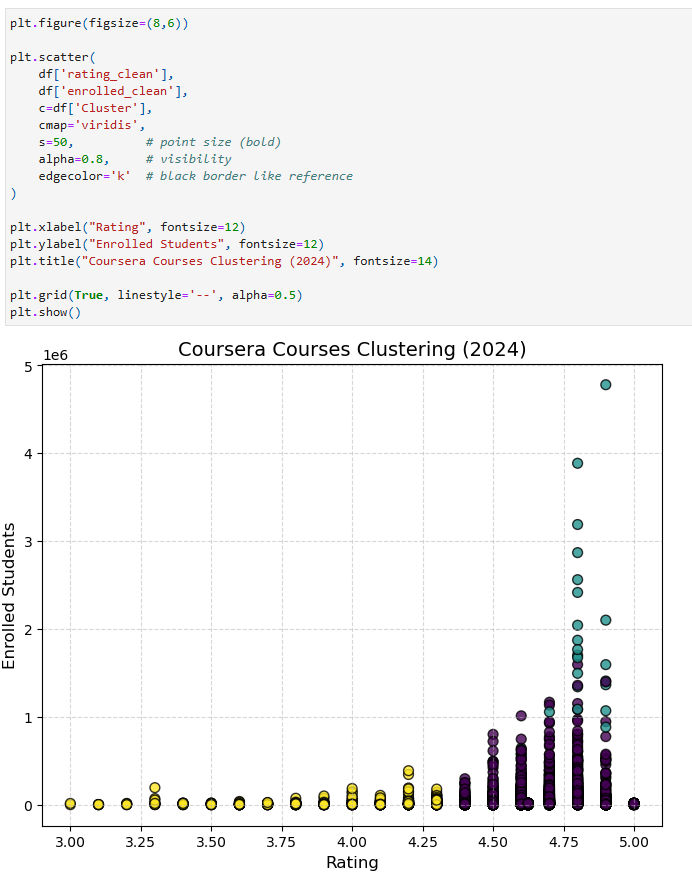 plt.figure(figsize=(8,6))
plt.scatter(
    df['rating_clean'],
    df['enrolled_clean'],
    c=df['Cluster'],
    cmap='viridis',
    s=50,          # point size (bold)
    alpha=0.8,     # visibility
    edgecolor='k'  # black border like reference
)
plt.xlabel("Rating", fontsize=12)
plt.ylabel("Enrolled Students", fontsize=12)
plt.title("Coursera Courses Clustering (2024)", fontsize=14)
plt.grid(True, linestyle='--', alpha=0.5)
plt.show()
Coursera Courses Clustering (2024)
1e6
5
4
3
2
1
0
Enrolled Students
3.00 3.25 3.50 3.75 4.00 4.25 4.50 4.75 5.00
Rating